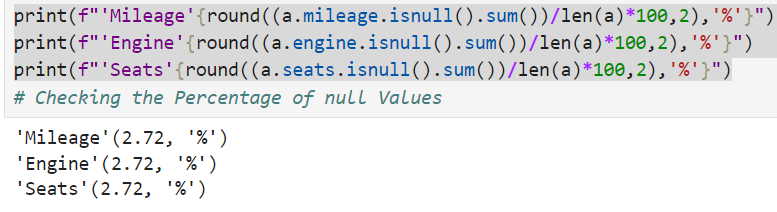 print(f"'Mileage'{round((a.mileage.isnull().sum())/len(a)*100,2),'%'}")
print(f"'Engine'{round((a.engine.isnull().sum())/len(a)*100,2),'%'}")
print(f"'Seats'{round((a.seats.isnull().sum())/len(a)*100,2),'%'}")
# Checking the Percentage of null Values
'Mileage'(2.72, '%')
'Engine'(2.72, '%')
'Seats'(2.72, '%')